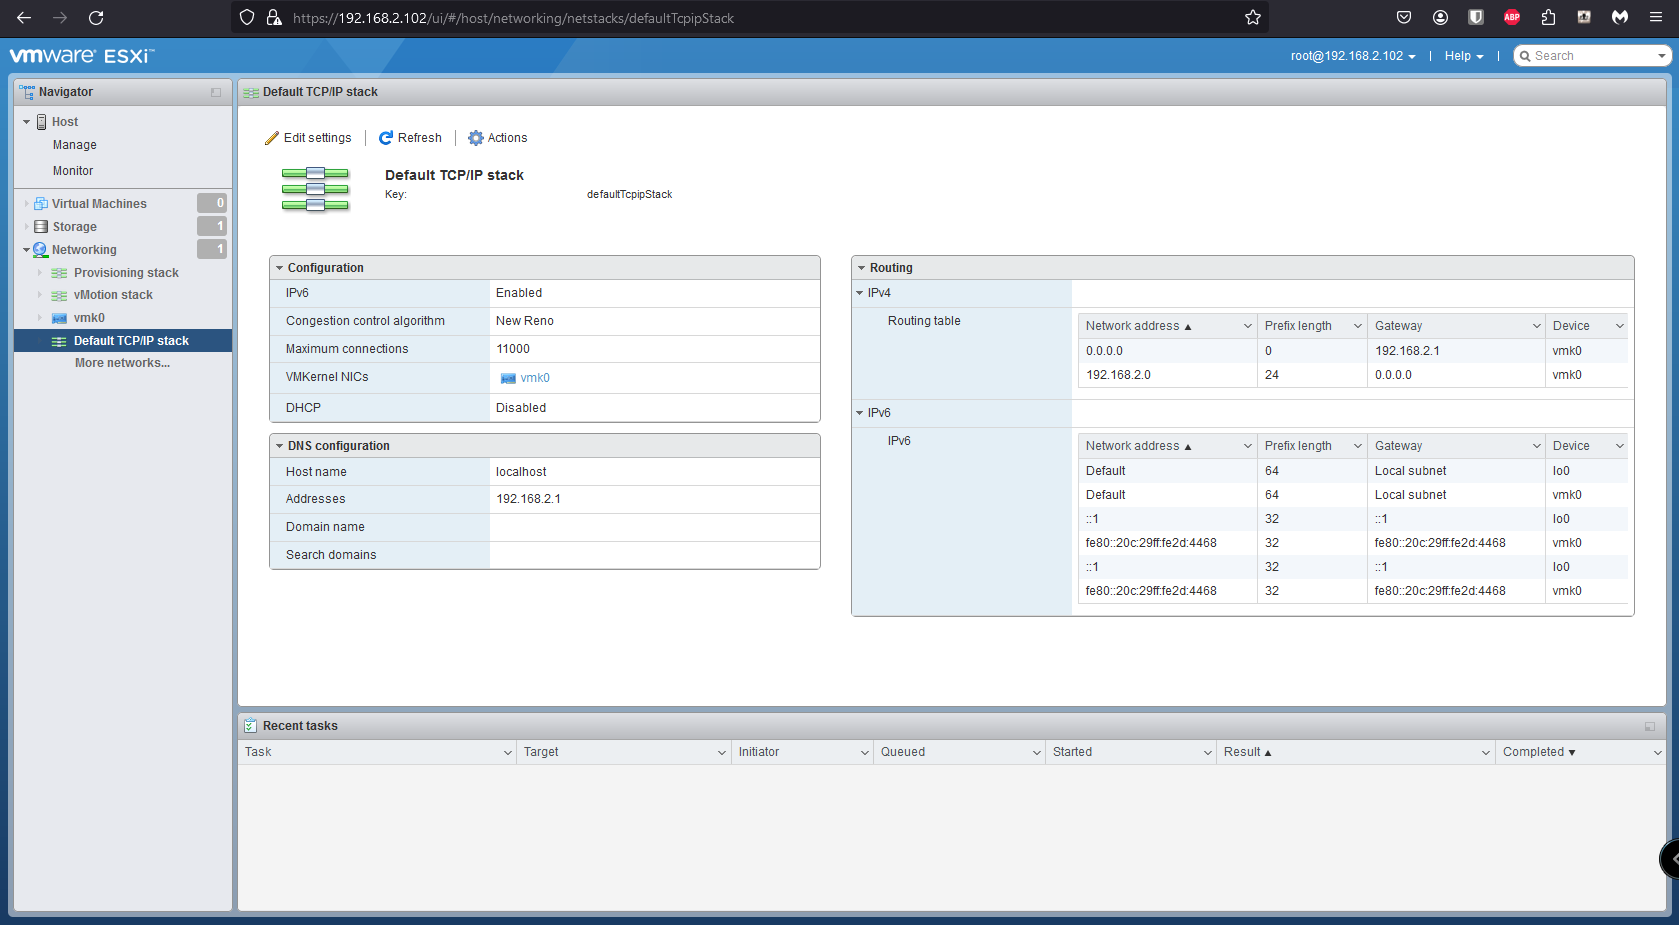 https://192.168.2.102/ui/#/host/networking/netstacks/defaultTcpipStack
ABP
vmware ESXi™
root@192.168.2.102 | Help | Search
Navigator
Host
Manage
Monitor
Virtual Machines 0
Storage 1
Networking 1
Provisioning stack
vMotion stack
vmk0
Default TCP/IP stack
More networks...
Default TCP/IP stack
Edit settings | Refresh | Actions
Default TCP/IP stack
Key: defaultTcpipStack
Configuration
IPv6 Enabled
Congestion control algorithm New Reno
Maximum connections 11000
VMKernel NICs vmk0
DHCP Disabled
DNS configuration
Host name localhost
Addresses 192.168.2.1
Domain name
Search domains
Routing
IPv4
Routing table
Network address Prefix length Gateway Device
0.0.0.0 0 192.168.2.1 vmk0
192.168.2.0 24 0.0.0.0 vmk0
IPv6
IPv6
Network address Prefix length Gateway Device
Default 64 Local subnet lo0
Default 64 Local subnet vmk0
::1 32 ::1 lo0
fe80::20c:29ff:fe2d:4468 32 fe80::20c:29ff:fe2d:4468 vmk0
::1 32 ::1 lo0
fe80::20c:29ff:fe2d:4468 32 fe80::20c:29ff:fe2d:4468 vmk0
Recent tasks
Task Target Initiator Queued Started Result Completed